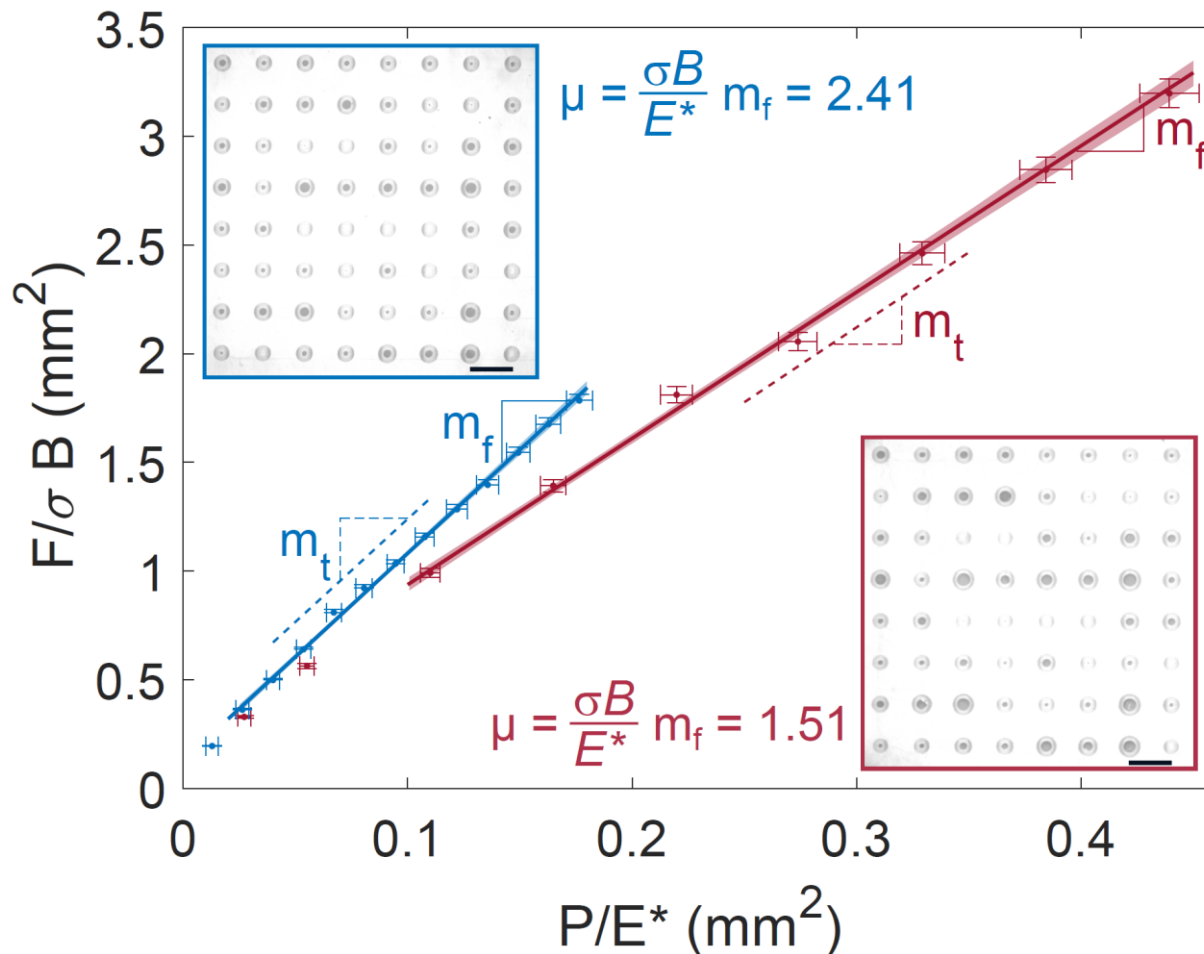 3.5
3
2.5
2
1.5
1
0.5
0
F/σ B (mm²)
μ = σB/E* m_f = 2.41
m_f
m_t
m_f
m_t
μ = σB/E* m_f = 1.51
0 0.1 0.2 0.3 0.4
P/E* (mm²)